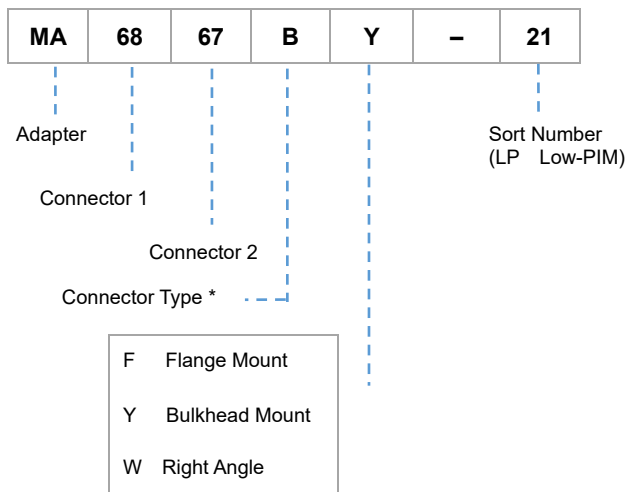 MA 68 67 B Y – 21
Adapter
Sort Number
(LP Low-PIM)
Connector 1
Connector 2
Connector Type *
F Flange Mount
Y Bulkhead Mount
W Right Angle